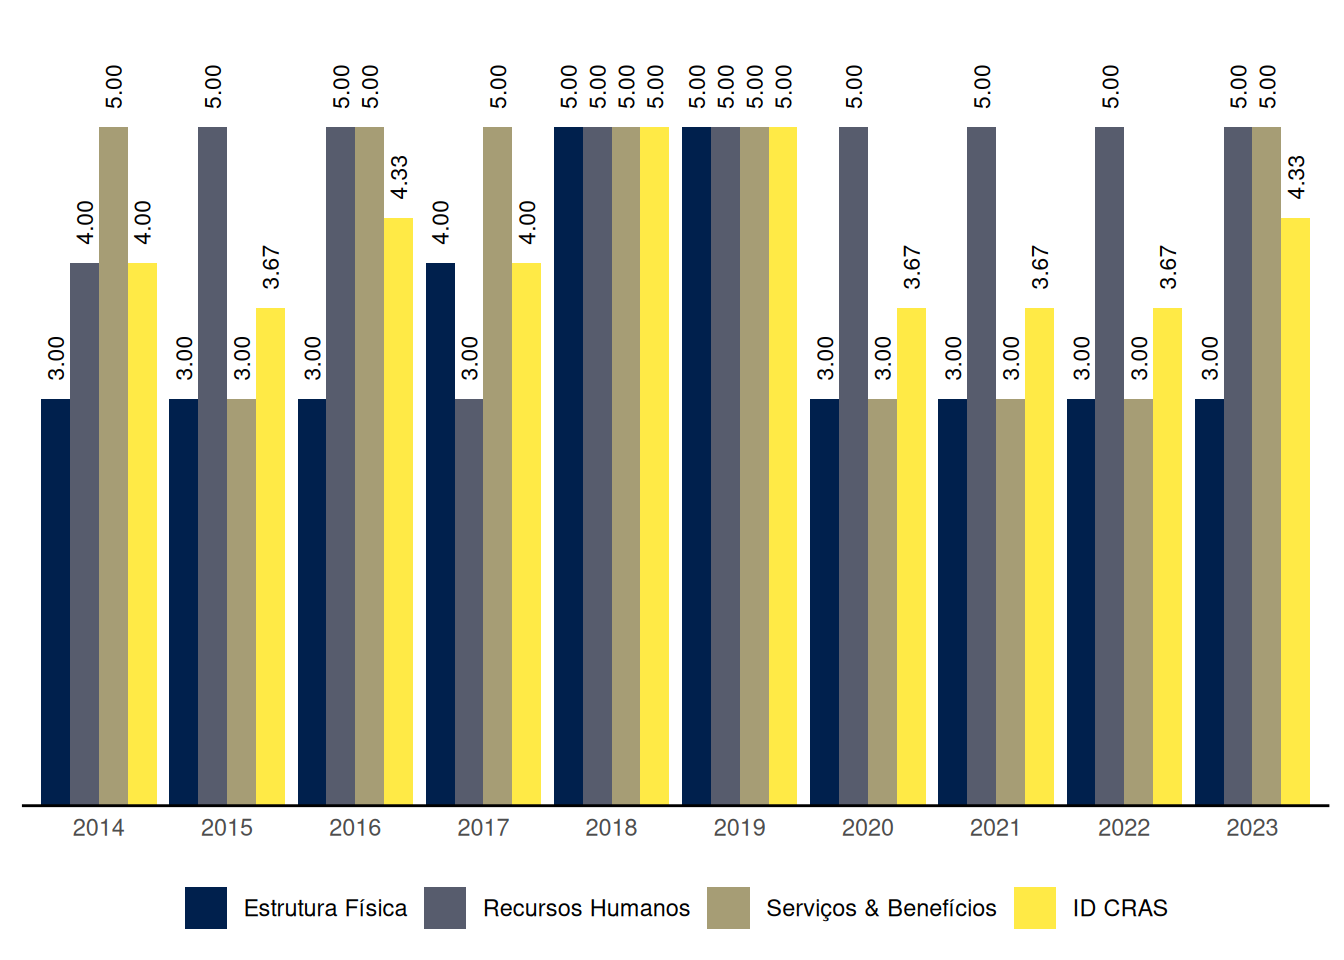 5.00 5.00 5.00 5.00 5.00 5.00 5.00 5.00 5.00 5.00 5.00 5.00 5.00 5.00 5.00 5.00 5.00 5.00
4.33 4.33
4.00 4.00 4.00 4.00
3.67 3.67 3.67 3.67
3.00 3.00 3.00 3.00 3.00 3.00 3.00 3.00 3.00 3.00 3.00 3.00
2014 2015 2016 2017 2018 2019 2020 2021 2022 2023
Estrutura Física Recursos Humanos Serviços & Benefícios ID CRAS